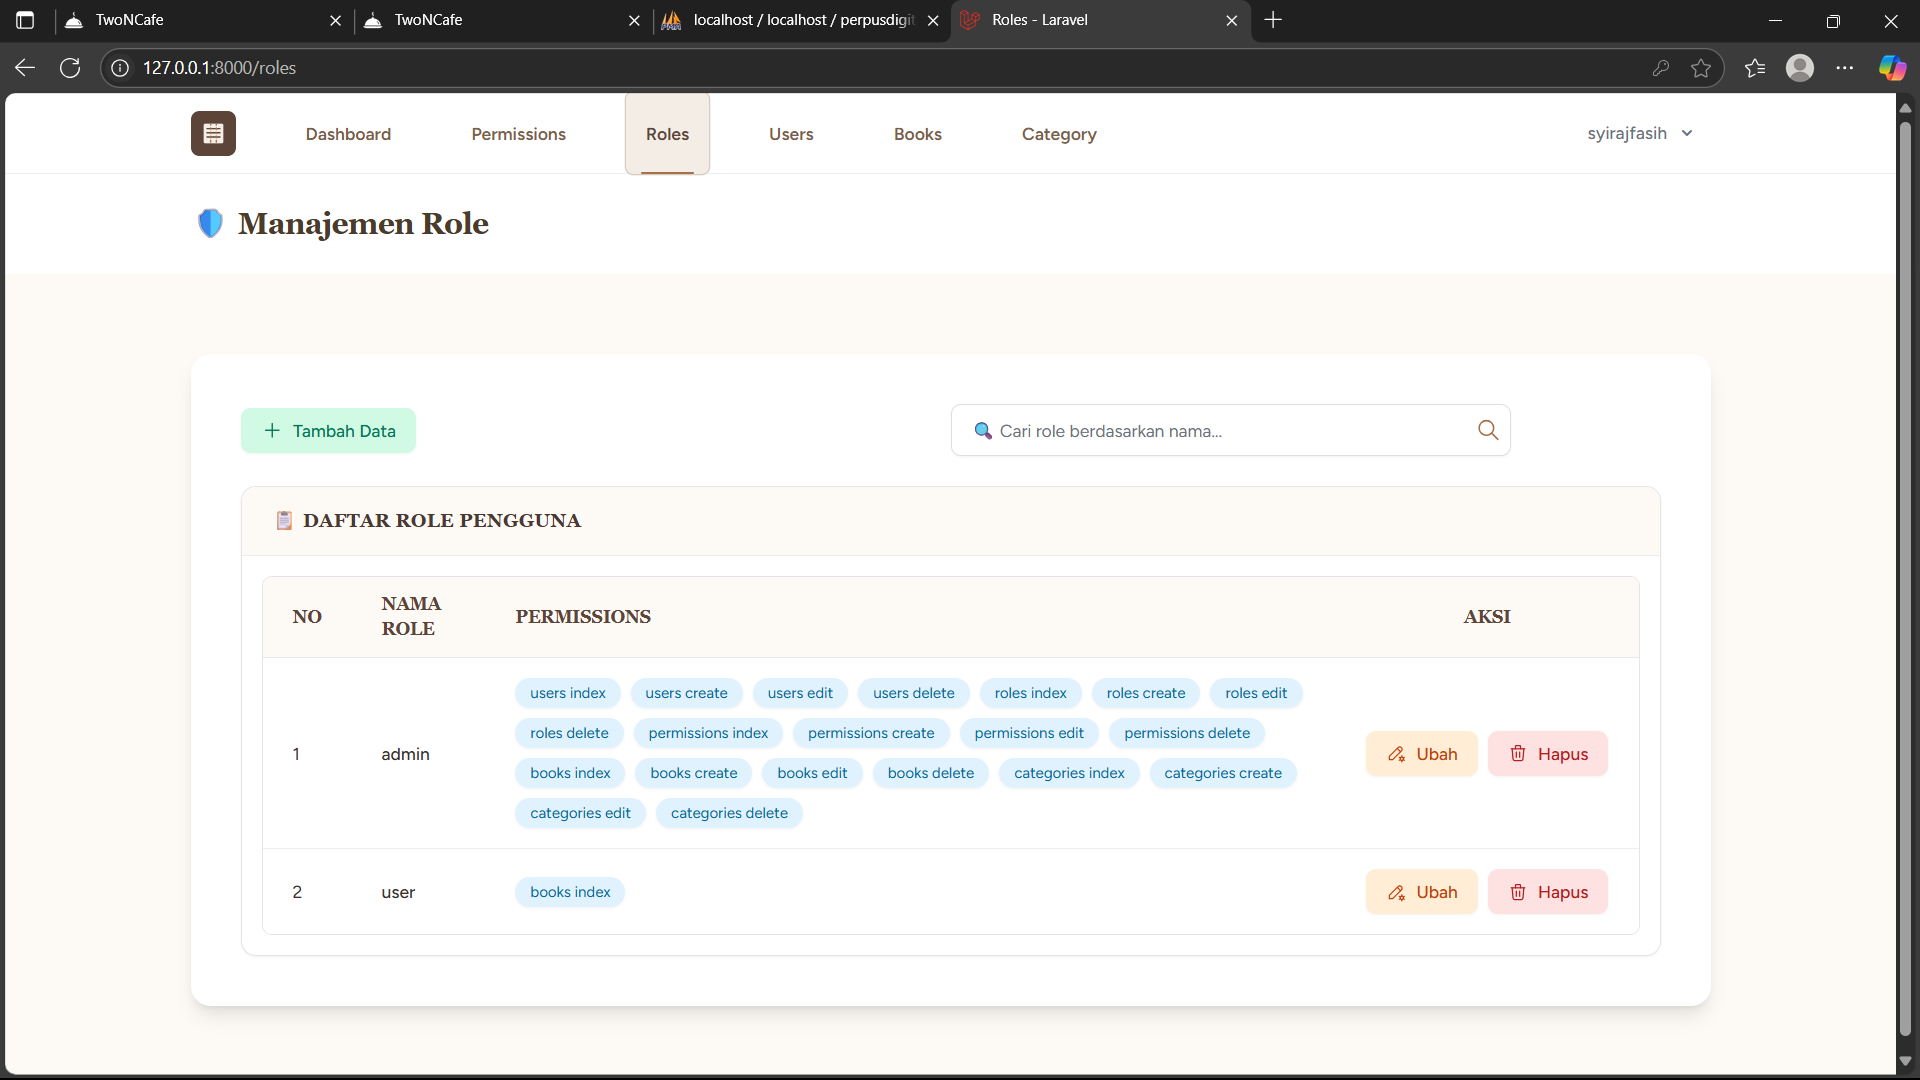 TwoNCafe
TwoNCafe
localhost / localhost / perpusdigit
Roles - Laravel
127.0.0.1:8000/roles
Dashboard
Permissions
Roles
Users
Books
Category
syirajfasih
Manajemen Role
Tambah Data
Cari role berdasarkan nama...
DAFTAR ROLE PENGGUNA
NO
NAMA
ROLE
PERMISSIONS
AKSI
1
admin
users index users create users edit users delete roles index roles create roles edit
roles delete permissions index permissions create permissions edit permissions delete
books index books create books edit books delete categories index categories create
categories edit categories delete
Ubah
Hapus
2
user
books index
Ubah
Hapus